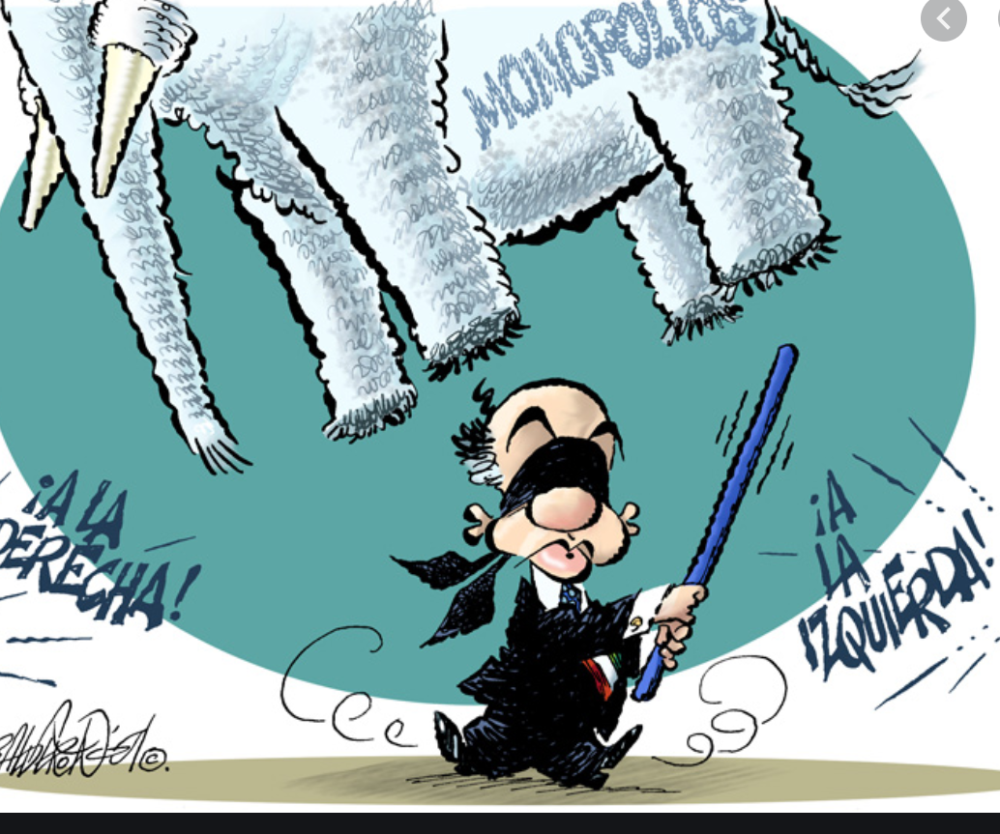 MONOPOLIOS
¡A LA
DERECHA!
¡A
LA
IZQUIERDA!